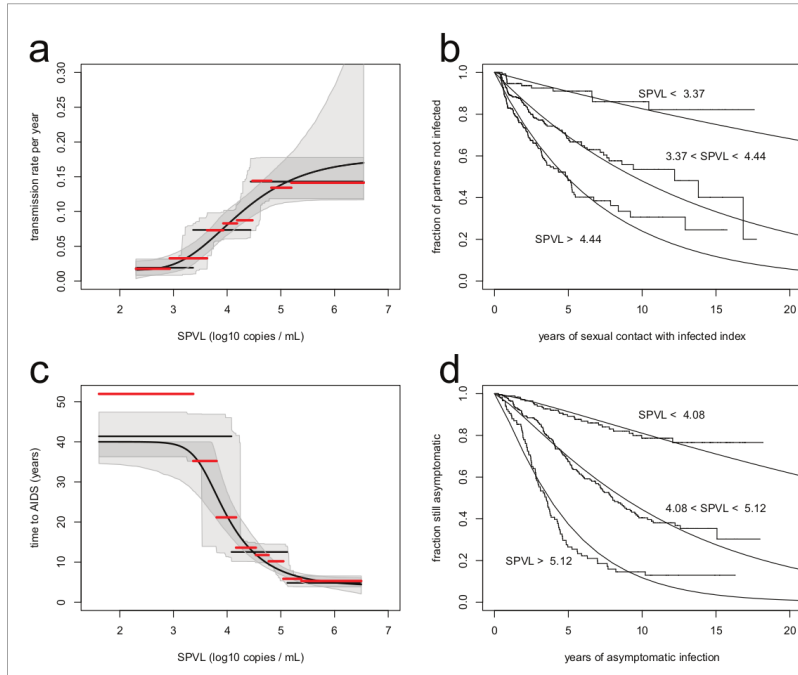 a
0.30
0.20
0.15
0.10
0.05
0.00
transmission rate per year
2
3
4
5
6
7
SPVL (log10 copies / mL)
b
1.0
0.8
0.6
0.4
0.2
0.0
fraction of partners not infected
SPVL < 3.37
3.37 < SPVL < 4.44
SPVL > 4.44
0
5
10
15
20
years of sexual contact with infected index
c
50
40
30
20
10
0
time to AIDS (years)
2
3
4
5
6
7
SPVL (log10 copies / mL)
d
1.0
0.8
0.6
0.4
0.2
0.0
fraction still asymptomatic
SPVL < 4.08
4.08 < SPVL < 5.12
SPVL > 5.12
0
5
10
15
20
years of asymptomatic infection